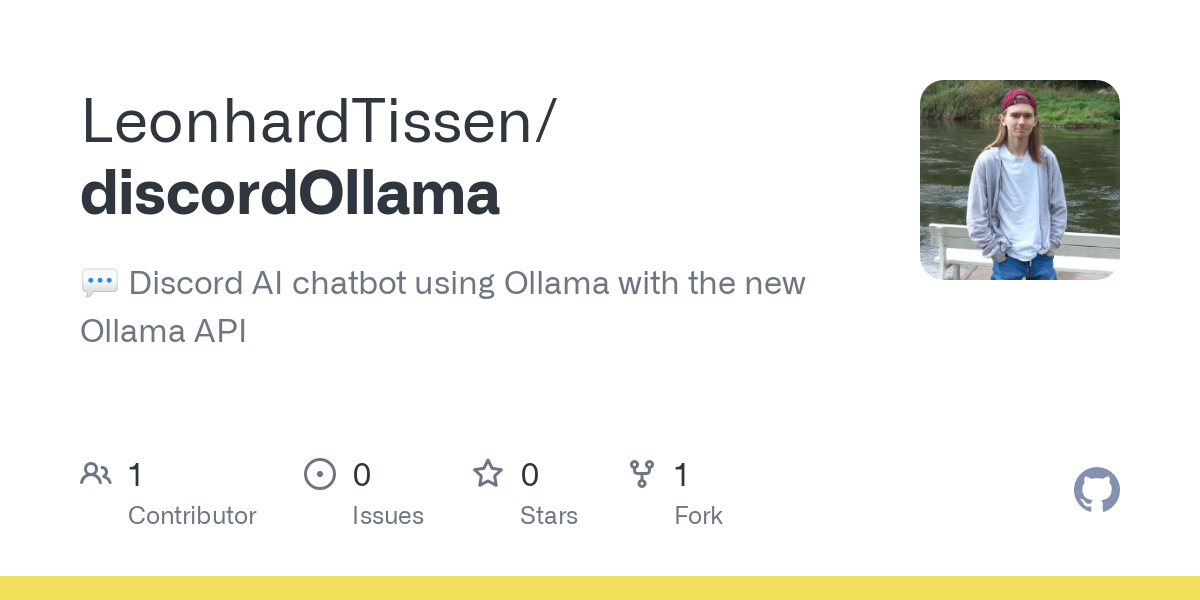 LeonhardTissen/
discordOllama
💬 Discord AI chatbot using Ollama with the new
Ollama API
1 0 0 1
Contributor Issues Stars Fork